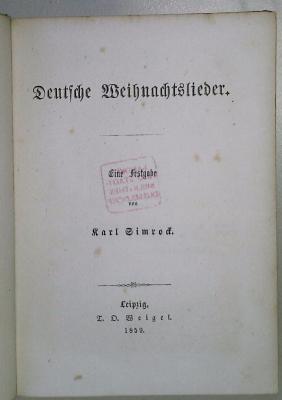 Deutsche Weihnachtslieder.
Eine Festgabe
von
Karl Simrock.
Leipzig,
T. O. Weigel.
1859.